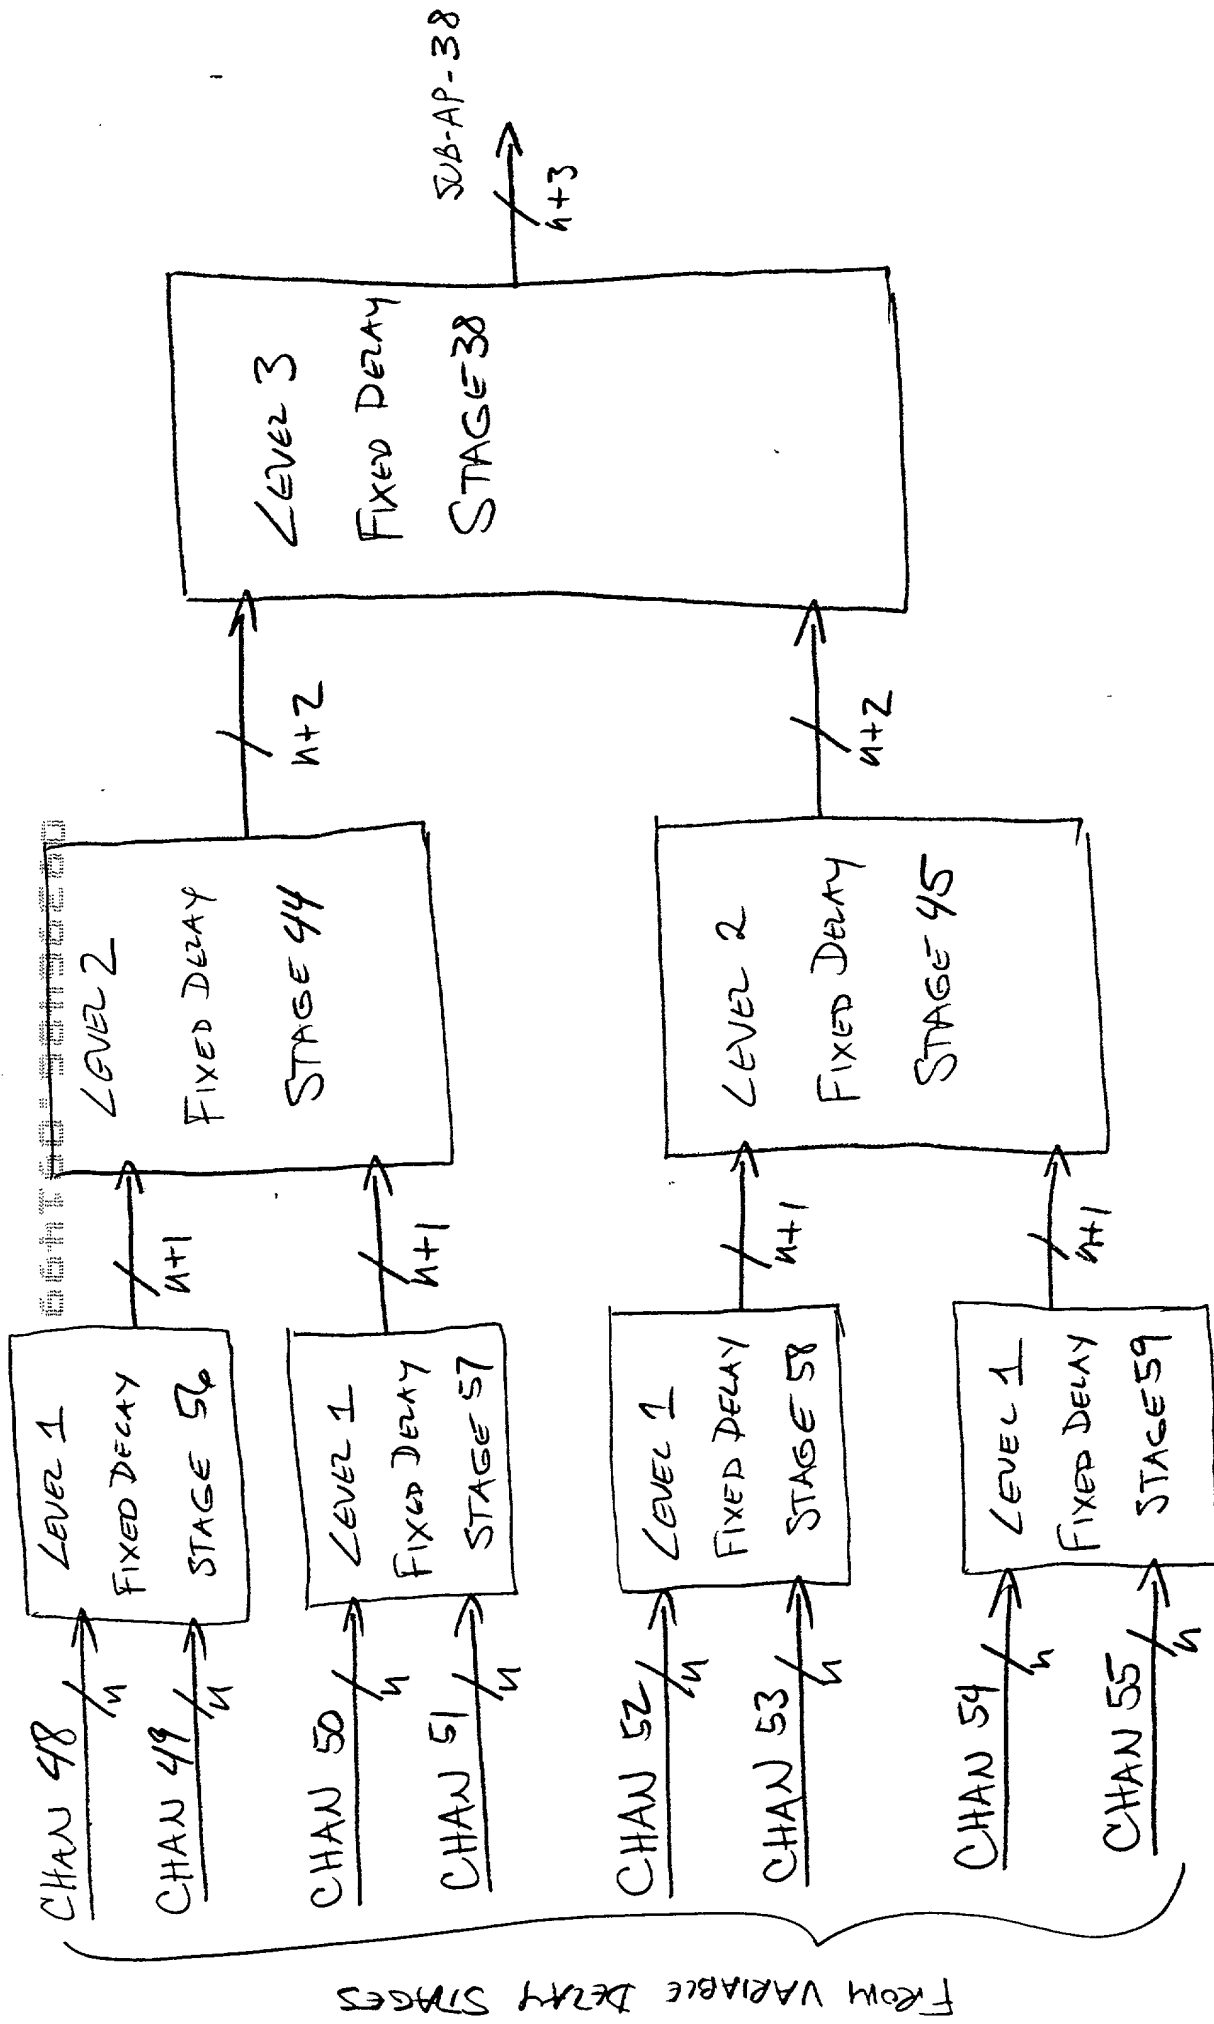 FROM VARIABLE DELAY STAGES
CHAN 48
n
CHAN 49
n
CHAN 50
n
CHAN 51
n
CHAN 52
n
CHAN 53
n
CHAN 54
n
CHAN 55
n
LEVEL 1
FIXED DELAY
STAGE 56
LEVEL 1
FIXED DELAY
STAGE 57
LEVEL 1
FIXED DELAY
STAGE 58
LEVEL 1
FIXED DELAY
STAGE 59
n+1
n+1
n+1
n+1
LEVEL 2
FIXED DELAY
STAGE 44
LEVEL 2
FIXED DELAY
STAGE 45
n+2
n+2
LEVEL 3
FIXED DELAY
STAGE 38
n+3
SUB-AP-38